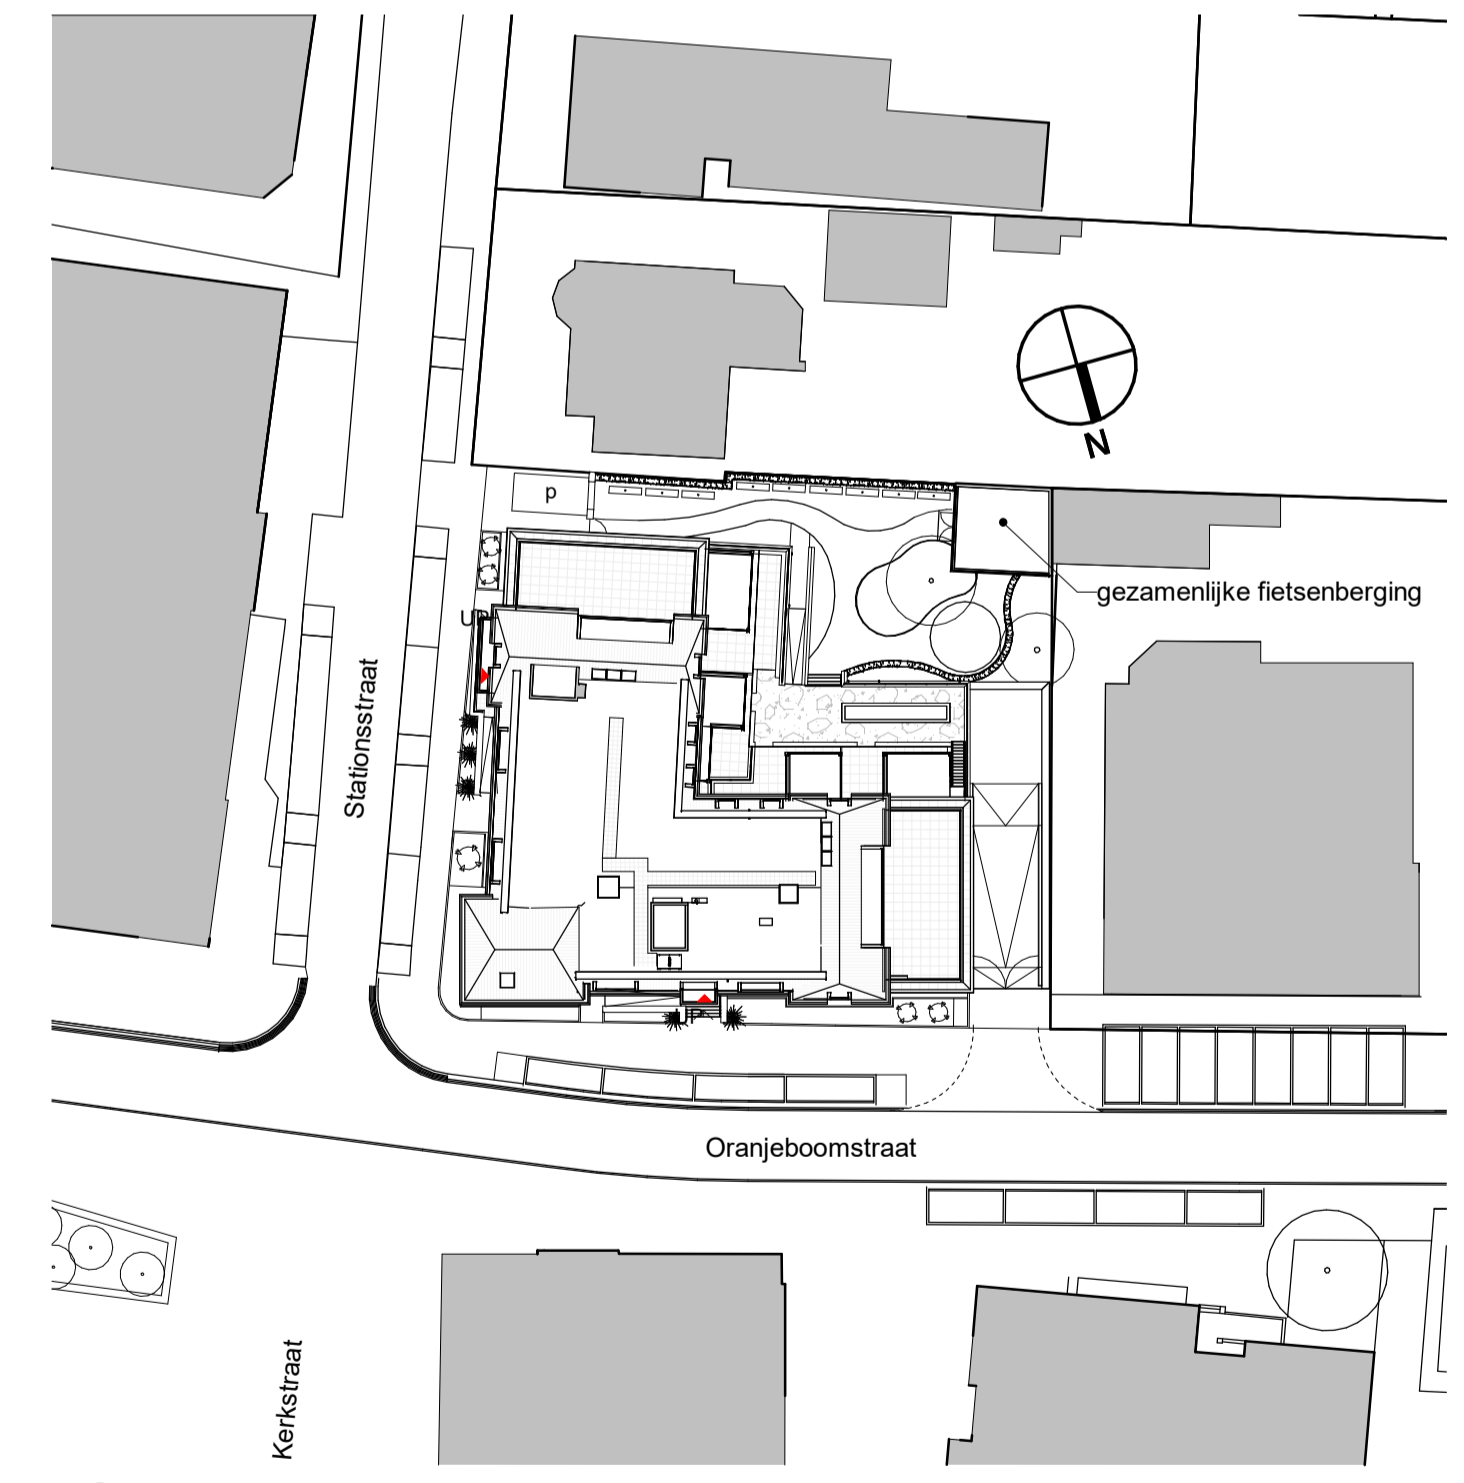 N
p
gezamenlijke fietsenberging
Stationsstraat
Oranjeboomstraat
Kerkstraat